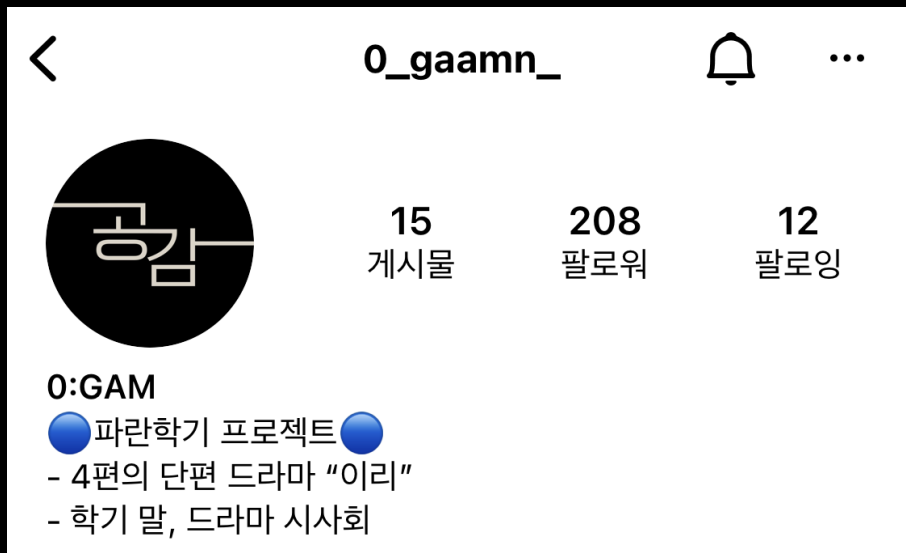 0_gaamn_
공감
15 208 12
게시물 팔로워 팔로잉
0:GAM
🔵파란학기 프로젝트🔵
- 4편의 단편 드라마 “이리”
- 학기 말, 드라마 시사회